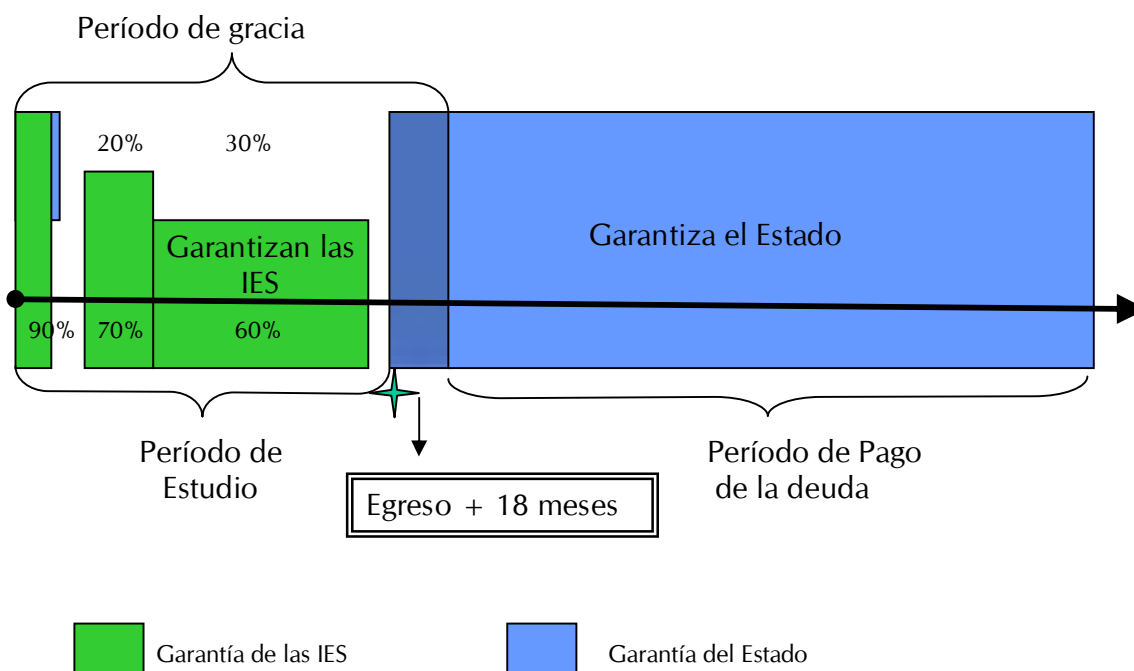 Período de gracia
20%
30%
Garantizan las
IES
Garantiza el Estado
90%
70%
60%
Período de
Estudio
Período de Pago
de la deuda
Egreso + 18 meses
Garantía de las IES
Garantía del Estado